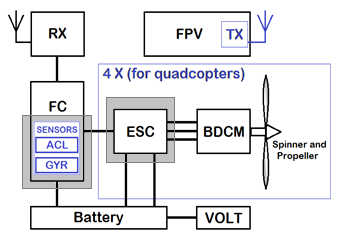 RX
FPV
TX
4 X (for quadcopters)
FC
SENSORS
ACL
GYR
ESC
BDCM
Spinner and
Propeller
Battery
VOLT